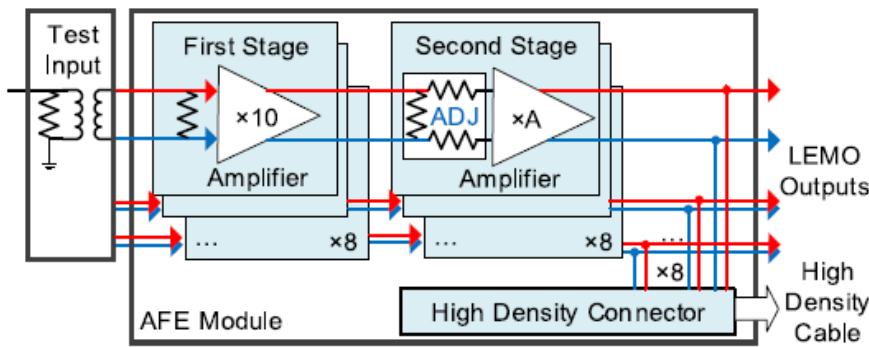 Test
Input
First Stage
×10
Amplifier
...
×8
Second Stage
ADJ
×A
Amplifier
...
×8
...
×8
LEMO
Outputs
High Density Connector
High
Density
Cable
AFE Module